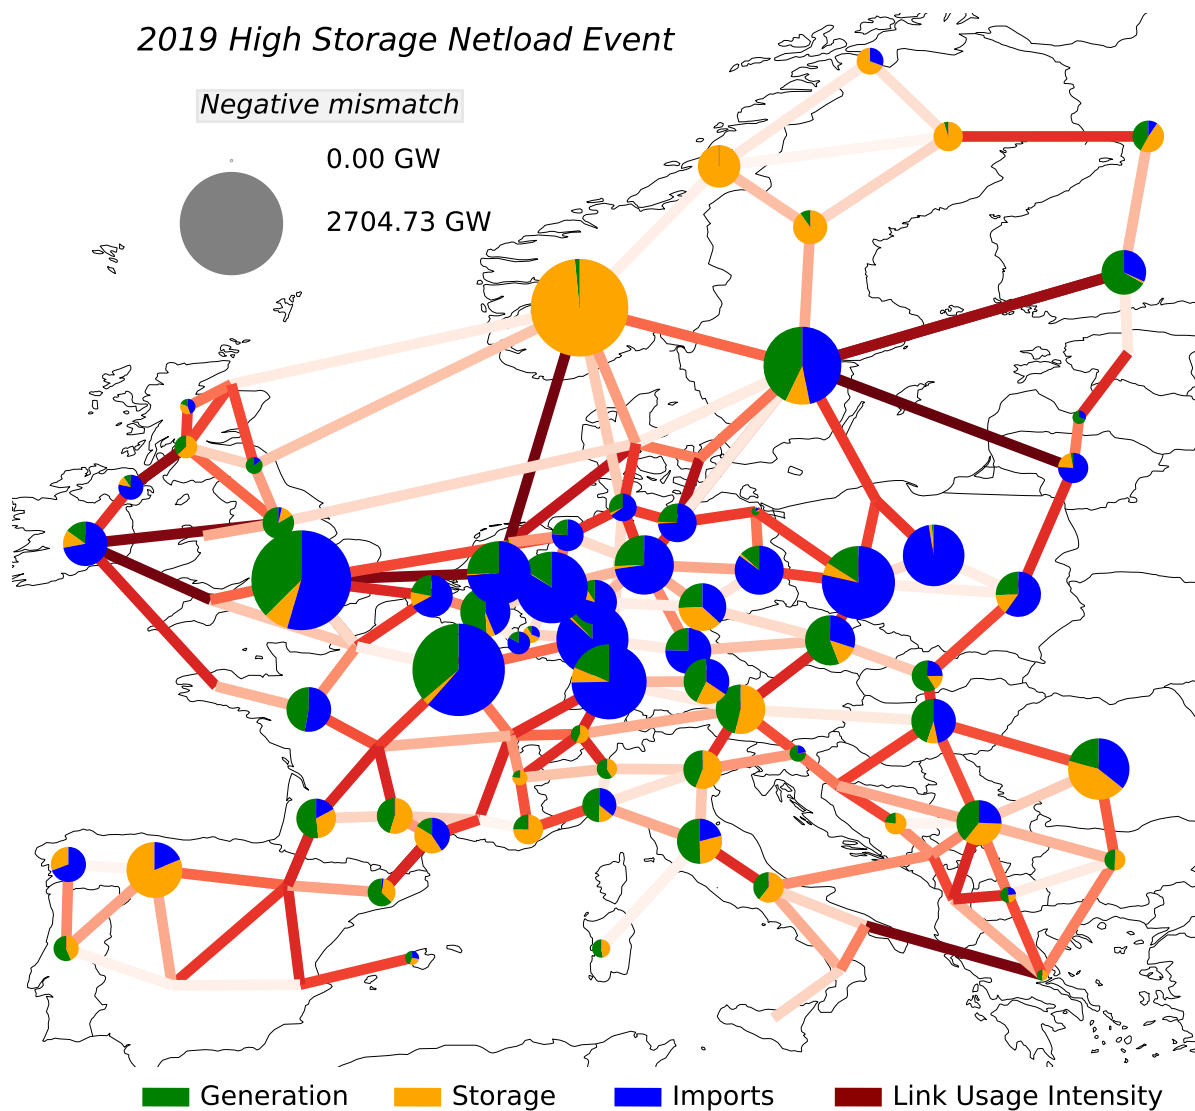 2019 High Storage Netload Event
Negative mismatch
0.00 GW
2704.73 GW
Generation
Storage
Imports
Link Usage Intensity